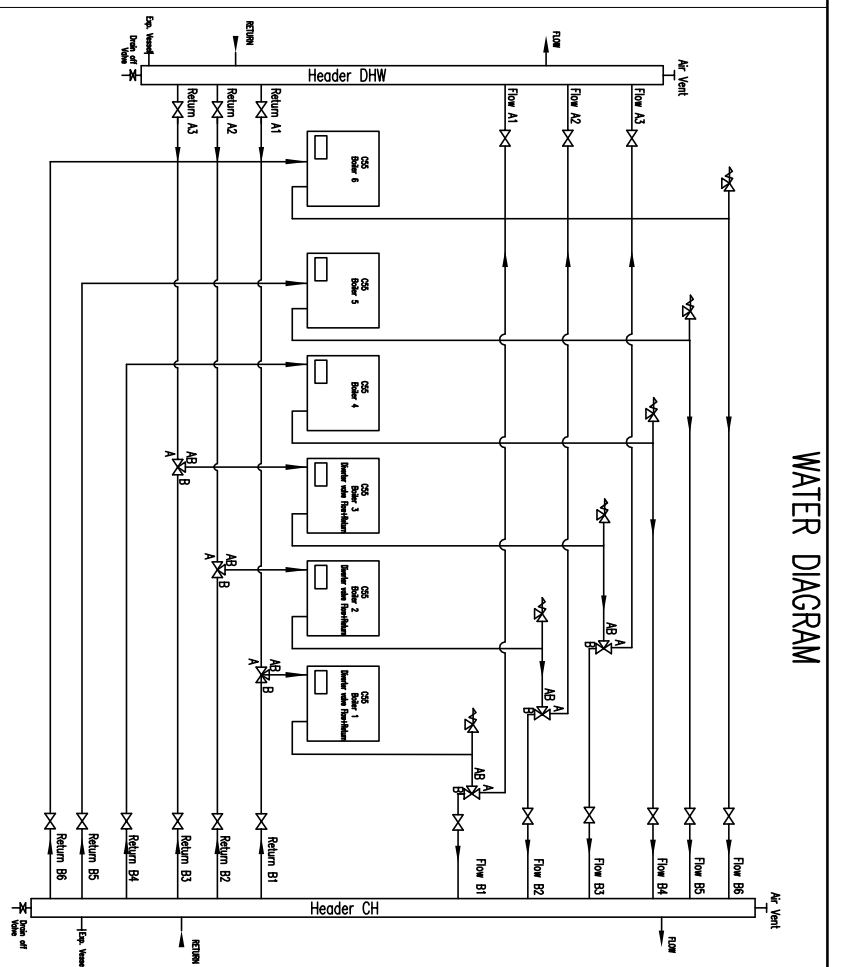 WATER DIAGRAM
Air Vent
Header DHW
FLOW
RETURN
Exp. Vessel
Drain off
Valve
Flow A3
Flow A2
Flow A1
Return A1
Return A2
Return A3
C55
Boiler 6
C55
Boiler 5
C55
Boiler 4
C55
Boiler 3
Diverter valve Flow+Return
C55
Boiler 2
Diverter valve Flow+Return
C55
Boiler 1
Diverter valve Flow+Return
AB
A
B
AB
A
B
AB
A
B
AB
A
B
AB
A
B
AB
A
B
Flow B6
Flow B5
Flow B4
Flow B3
Flow B2
Flow B1
Return B1
Return B2
Return B3
Return B4
Return B5
Return B6
Air Vent
Header CH
FLOW
RETURN
Exp. Vesse
Drain off
Valve